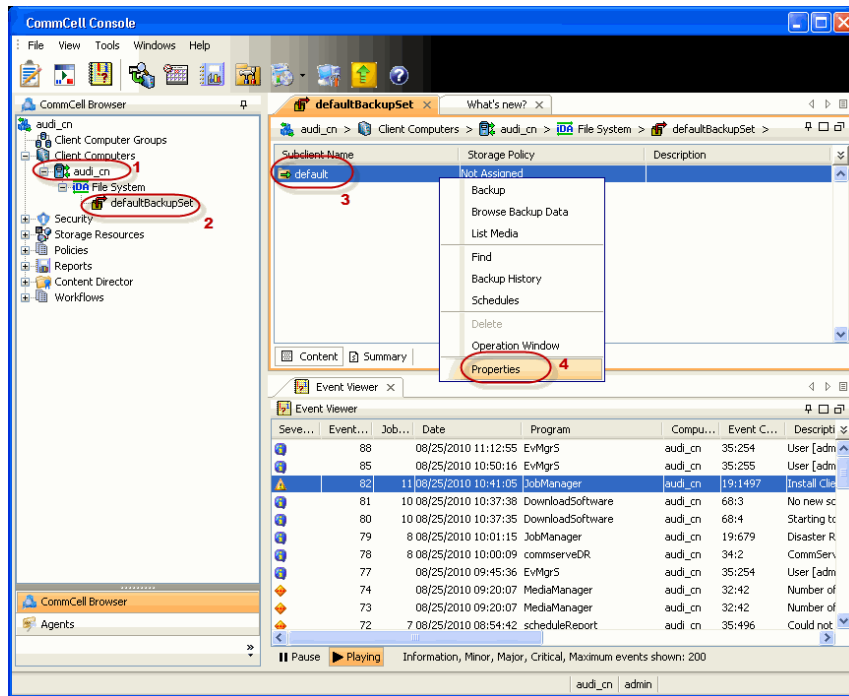 CommCell Console
File View Tools Windows Help
CommCell Browser
audi_cn
Client Computer Groups
Client Computers
audi_cn 1
File System
defaultBackupSet
2
Security
Storage Resources
Policies
Reports
Content Director
Workflows
CommCell Browser
Agents
defaultBackupSet What's new?
audi_cn > Client Computers > audi_cn > iDA File System > defaultBackupSet >
Subclient Name Storage Policy Description
default Not Assigned
3
Backup
Browse Backup Data
List Media
Find
Backup History
Schedules
Delete
Operation Window
Properties 4
Content Summary
Event Viewer
Event Viewer
Seve... Event... Job... Date Program Compu... Event C... Descripti
88 08/25/2010 11:12:55 EvMgrS audi_cn 35:254 User [adm
85 08/25/2010 10:50:16 EvMgrS audi_cn 35:255 User [adm
82 11 08/25/2010 10:41:05 JobManager audi_cn 19:1497 Install Clie
81 10 08/25/2010 10:37:38 DownloadSoftware audi_cn 68:3 No new sc
80 10 08/25/2010 10:37:35 DownloadSoftware audi_cn 68:4 Starting to
79 8 08/25/2010 10:01:15 JobManager audi_cn 19:679 Disaster R
78 8 08/25/2010 10:00:09 commserveDR audi_cn 34:2 CommServ
77 08/25/2010 09:45:36 EvMgrS audi_cn 35:254 User [adm
74 08/25/2010 09:20:07 MediaManager audi_cn 32:42 Number of
73 08/25/2010 09:20:07 MediaManager audi_cn 32:42 Number of
72 7 08/25/2010 08:54:42 scheduleReport audi_cn 35:496 Could not
Pause Playing Information, Minor, Major, Critical, Maximum events shown: 200
audi_cn admin